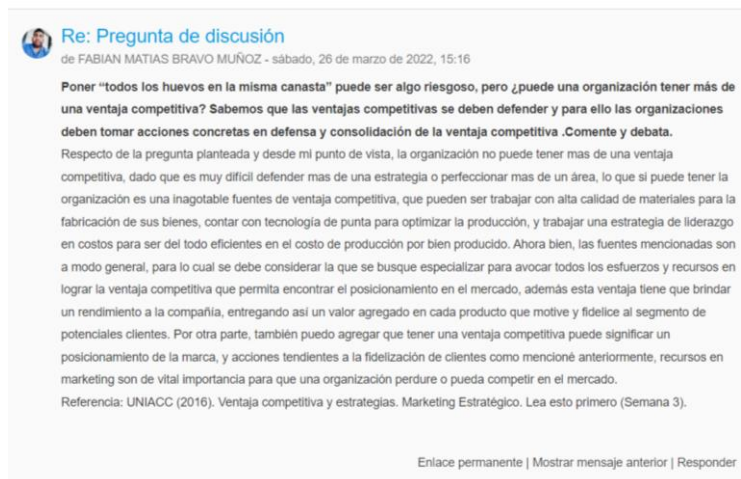 Re: Pregunta de discusión
de FABIAN MATIAS BRAVO MUÑOZ - sábado, 26 de marzo de 2022, 15:16
Poner “todos los huevos en la misma canasta” puede ser algo riesgoso, pero ¿puede una organización tener más de
una ventaja competitiva? Sabemos que las ventajas competitivas se deben defender y para ello las organizaciones
deben tomar acciones concretas en defensa y consolidación de la ventaja competitiva .Comente y debata.
Respecto de la pregunta planteada y desde mi punto de vista, la organización no puede tener mas de una ventaja
competitiva, dado que es muy difícil defender mas de una estrategia o perfeccionar mas de un área, lo que si puede tener la
organización es una inagotable fuentes de ventaja competitiva, que pueden ser trabajar con alta calidad de materiales para la
fabricación de sus bienes, contar con tecnología de punta para optimizar la producción, y trabajar una estrategia de liderazgo
en costos para ser del todo eficientes en el costo de producción por bien producido. Ahora bien, las fuentes mencionadas son
a modo general, para lo cual se debe considerar la que se busque especializar para avocar todos los esfuerzos y recursos en
lograr la ventaja competitiva que permita encontrar el posicionamiento en el mercado, además esta ventaja tiene que brindar
un rendimiento a la compañía, entregando así un valor agregado en cada producto que motive y fidelice al segmento de
potenciales clientes. Por otra parte, también puedo agregar que tener una ventaja competitiva puede significar un
posicionamiento de la marca, y acciones tendientes a la fidelización de clientes como mencioné anteriormente, recursos en
marketing son de vital importancia para que una organización perdure o pueda competir en el mercado.
Referencia: UNIACC (2016). Ventaja competitiva y estrategias. Marketing Estratégico. Lea esto primero (Semana 3).
Enlace permanente | Mostrar mensaje anterior | Responder